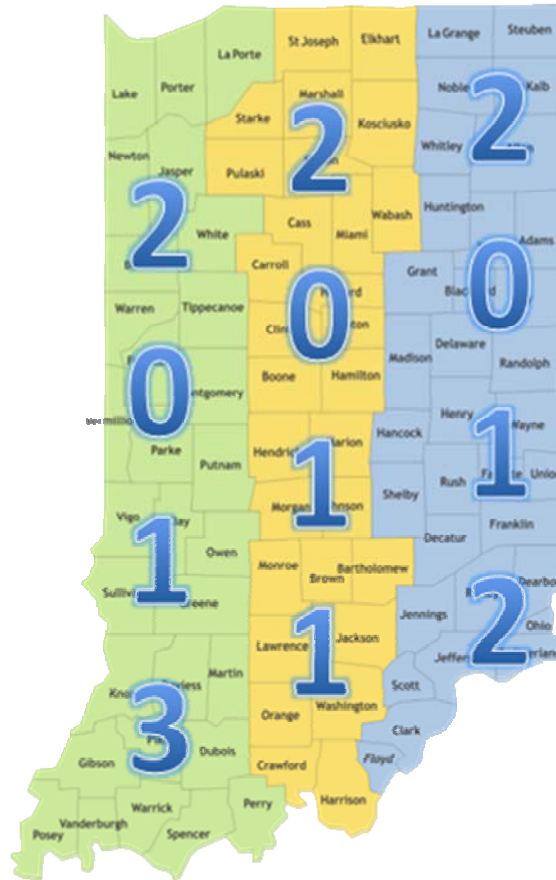 La Grange
Steuben
St Joseph
Elkhart
La Porte
Lake
Porter
Noble
Kalb
Marshall
Starke
Kosciusko
Whitley
Newton
Jasper
Pulaski
2
2
2
White
Cass
Miami
Wabash
Huntington
Adams
Carroll
Grant
Warren
Tippecanoe
0
0
0
Madison
Delaware
Randolph
Boone
Hamilton
Parke
Putnam
Hendricks
Hancock
Henry
Wayne
Rush
Union
Vigo
Morgan
Shelby
Franklin
Decatur
1
1
1
Owen
Monroe
Brown
Bartholomew
Greene
Jennings
Ohio
Lawrence
Jackson
Martin
Scott
1
2
3
Orange
Washington
Clark
Floyd
Gibson
Dubois
Crawford
Harrison
Posey
Vanderburgh
Warrick
Spencer
Perry